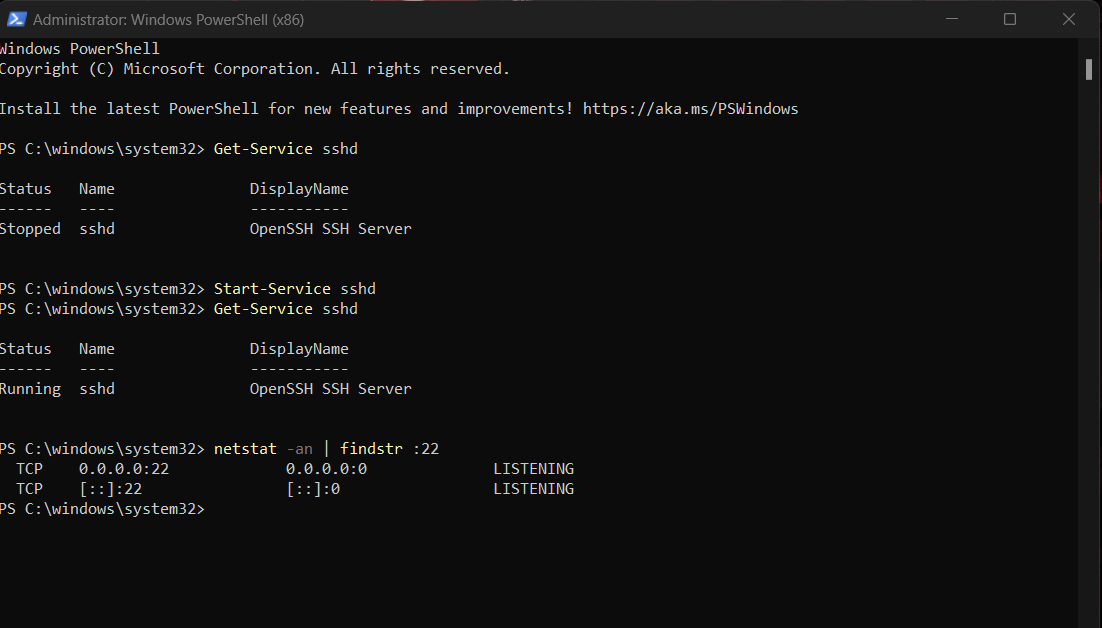 Administrator: Windows PowerShell (x86)
Windows PowerShell
Copyright (C) Microsoft Corporation. All rights reserved.
Install the latest PowerShell for new features and improvements! https://aka.ms/PSWindows
PS C:\windows\system32> Get-Service sshd
Status   Name               DisplayName
------   ----               -----------
Stopped  sshd               OpenSSH SSH Server
PS C:\windows\system32> Start-Service sshd
PS C:\windows\system32> Get-Service sshd
Status   Name               DisplayName
------   ----               -----------
Running  sshd               OpenSSH SSH Server
PS C:\windows\system32> netstat -an | findstr :22
  TCP    0.0.0.0:22             0.0.0.0:0              LISTENING
  TCP    [::]:22                [::]:0                 LISTENING
PS C:\windows\system32>